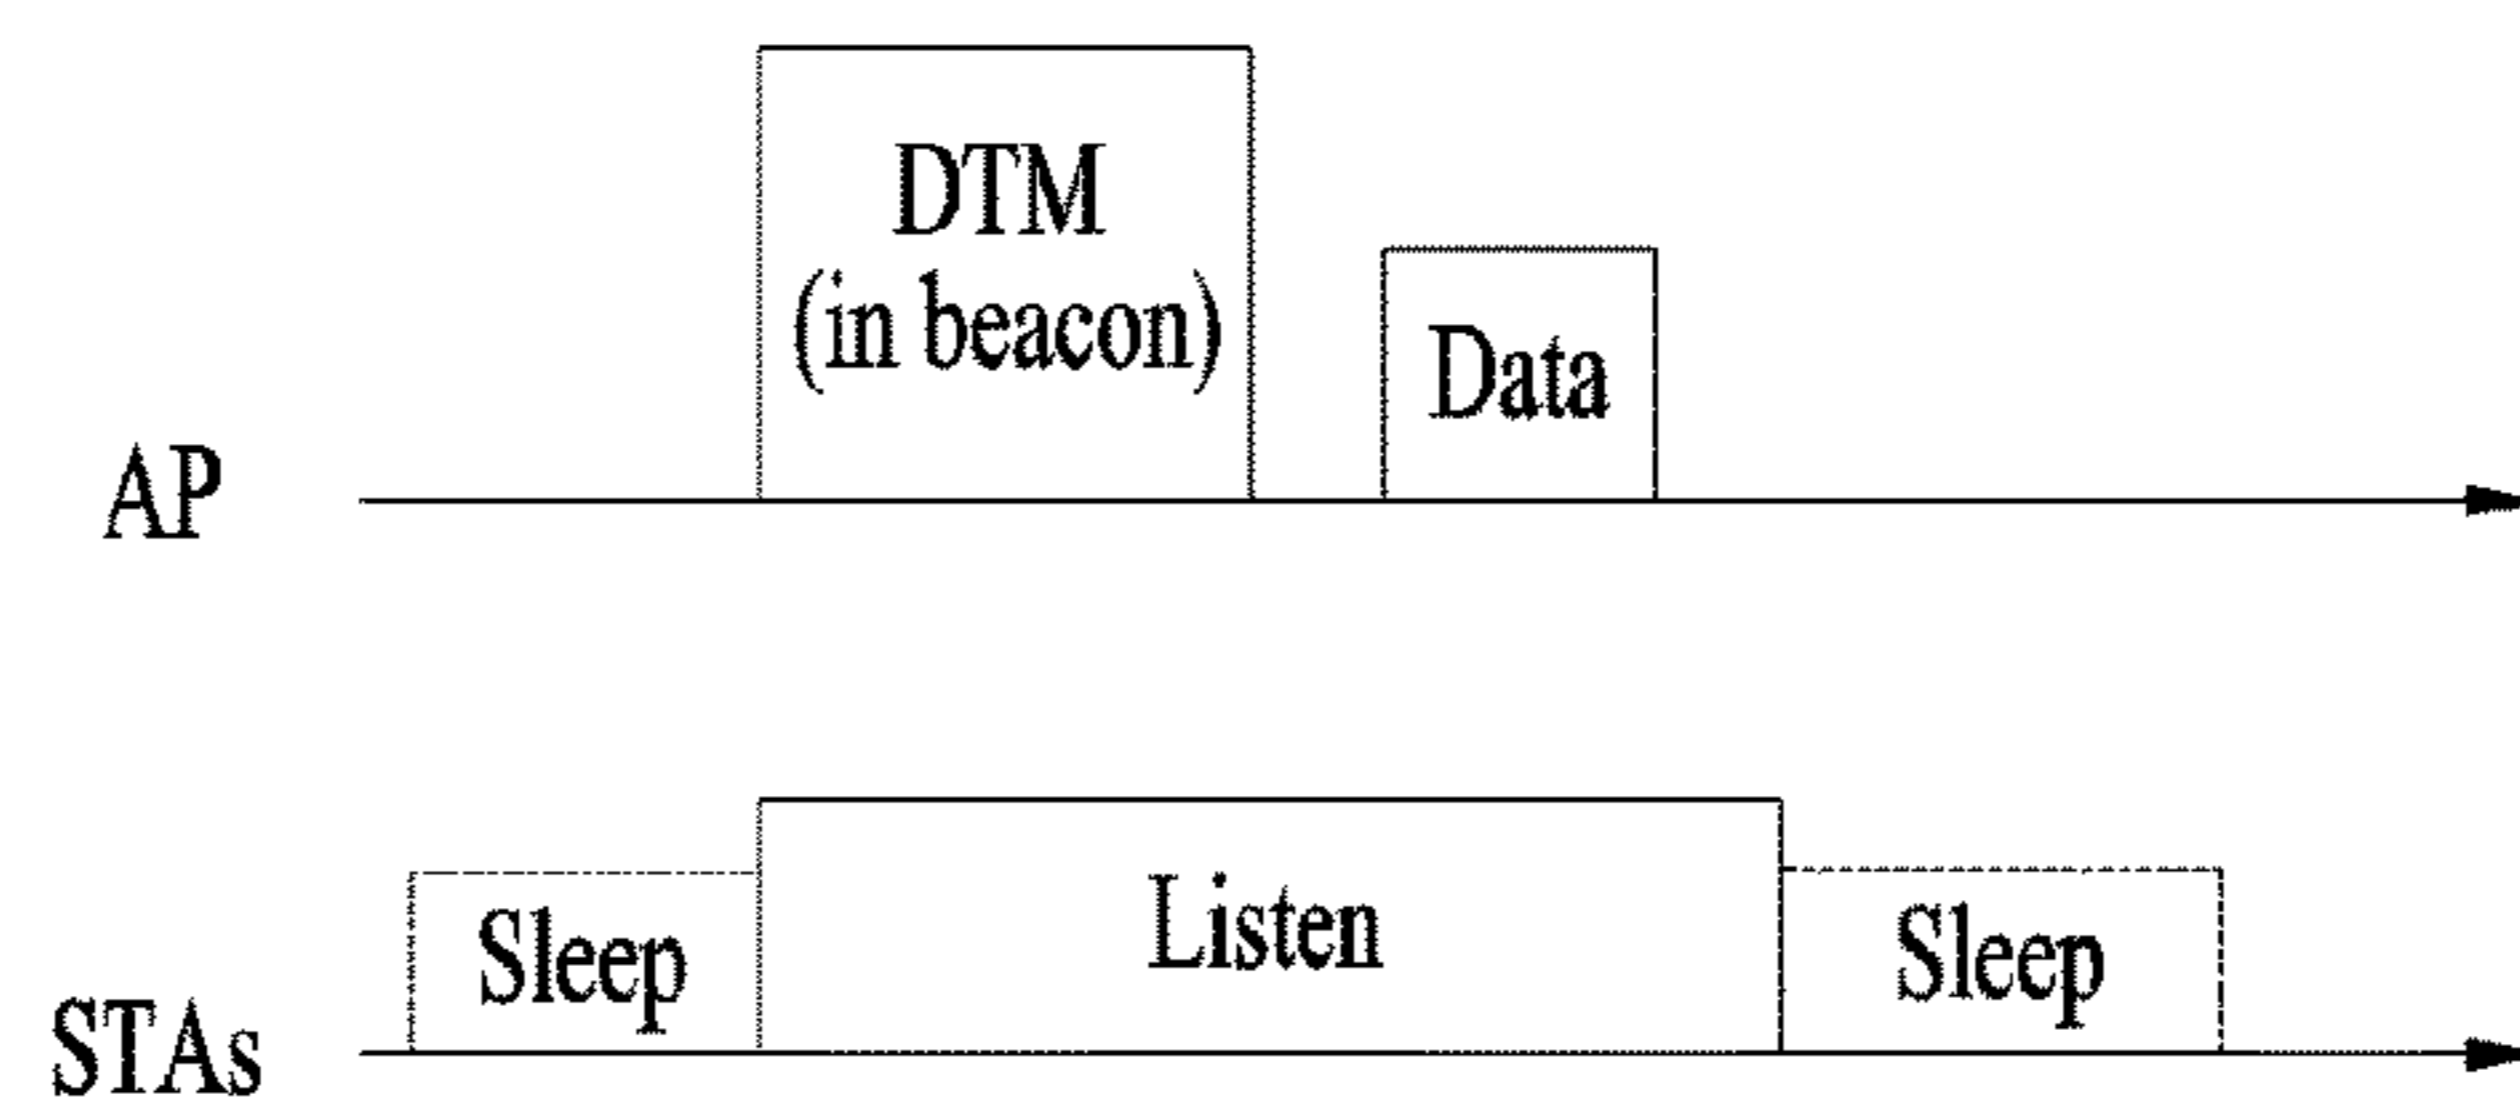 DTM
(in beacon)
Data
AP
Listen
Sleep
Sleep
STAs